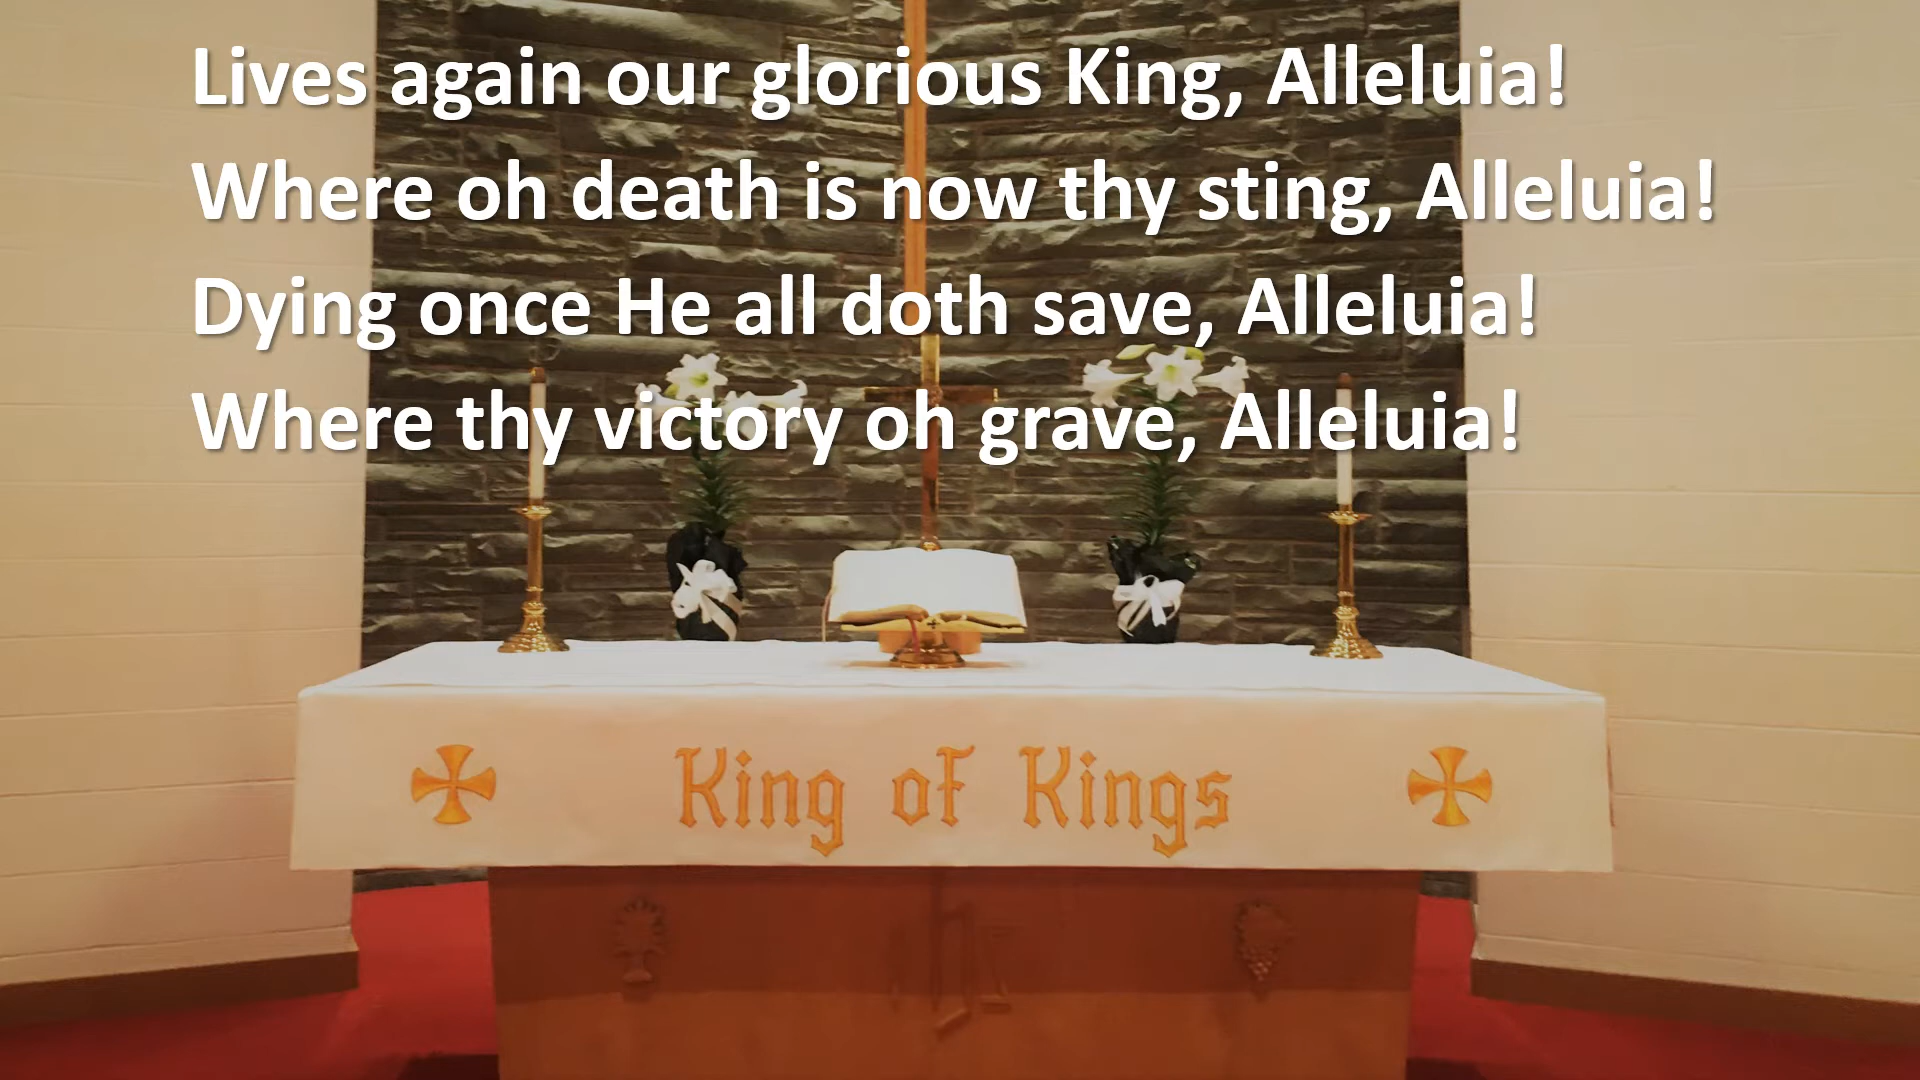 Lives again our glorious King, Alleluia!
Where oh death is now thy sting, Alleluia!
Dying once He all doth save, Alleluia!
Where thy victory oh grave, Alleluia!
King of Kings